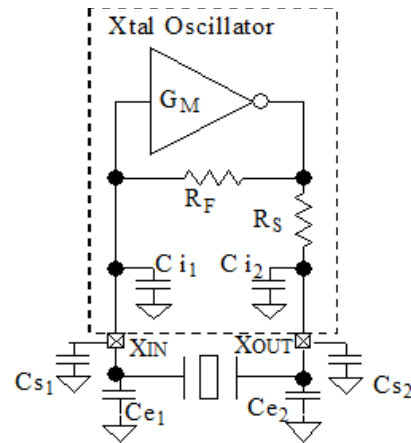 Xtal Oscillator
GM
RF
RS
Ci1 Ci2
XIN XOUT
Cs1 Cs2
Ce1 Ce2